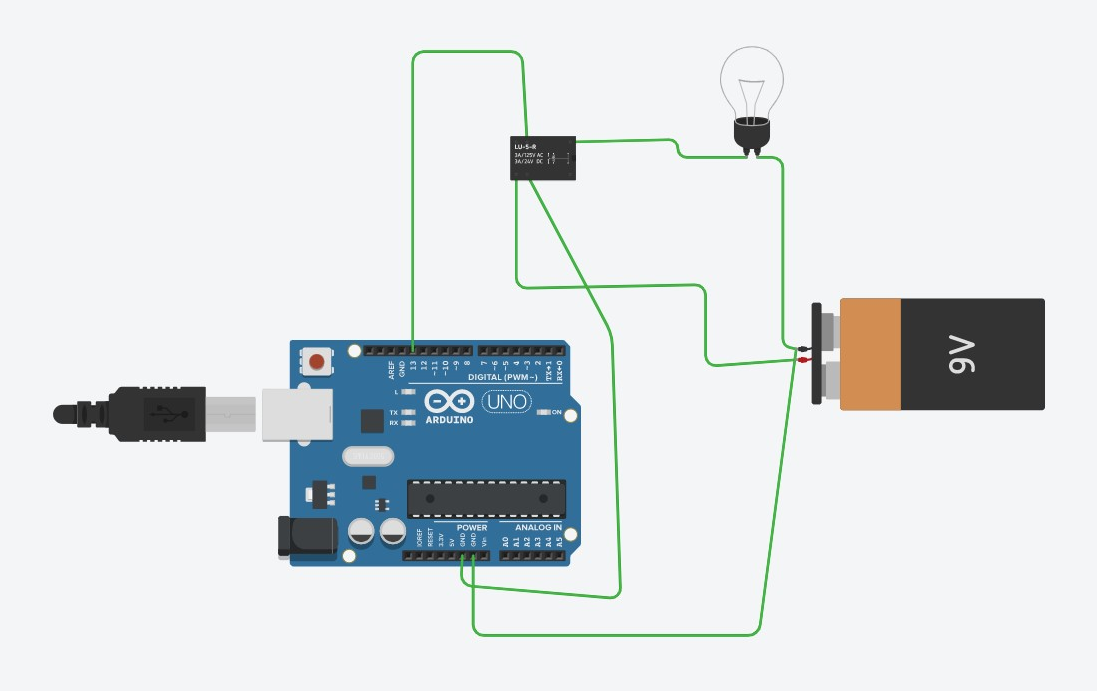 LU-5-R
3A/125V AC
3A/24V DC
9V
AREF
GND
13
12
~11
~10
~9
8
7
~6
~5
4
~3
2
TX→1
RX←0
DIGITAL (PWM~)
L
TX
RX
ARDUINO
UNO
ON
POWER
ANALOG IN
IOREF
RESET
3.3V
5V
GND
GND
Vin
A0
A1
A2
A3
A4
A5